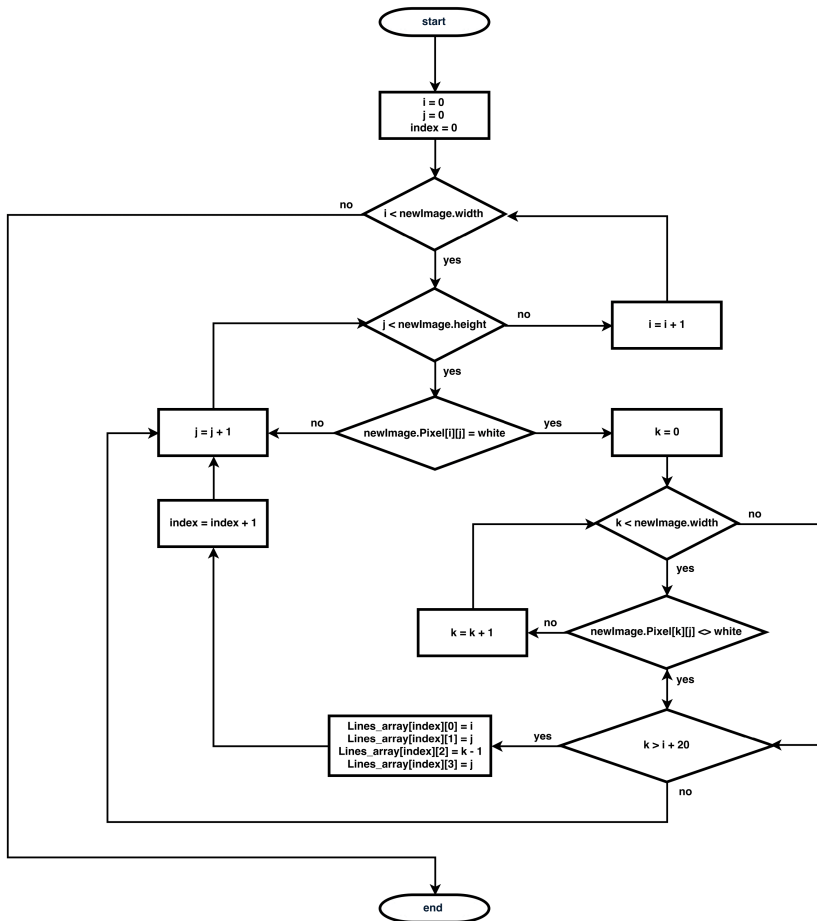 start
i = 0
j = 0
index = 0
no
i < newImage.width
yes
j < newImage.height
no
i = i + 1
yes
j = j + 1
no
newImage.Pixel[i][j] = white
yes
k = 0
index = index + 1
k < newImage.width
no
yes
k = k + 1
no
newImage.Pixel[k][j] <> white
yes
Lines_array[index][0] = i
Lines_array[index][1] = j
Lines_array[index][2] = k - 1
Lines_array[index][3] = j
yes
k > i + 20
no
end